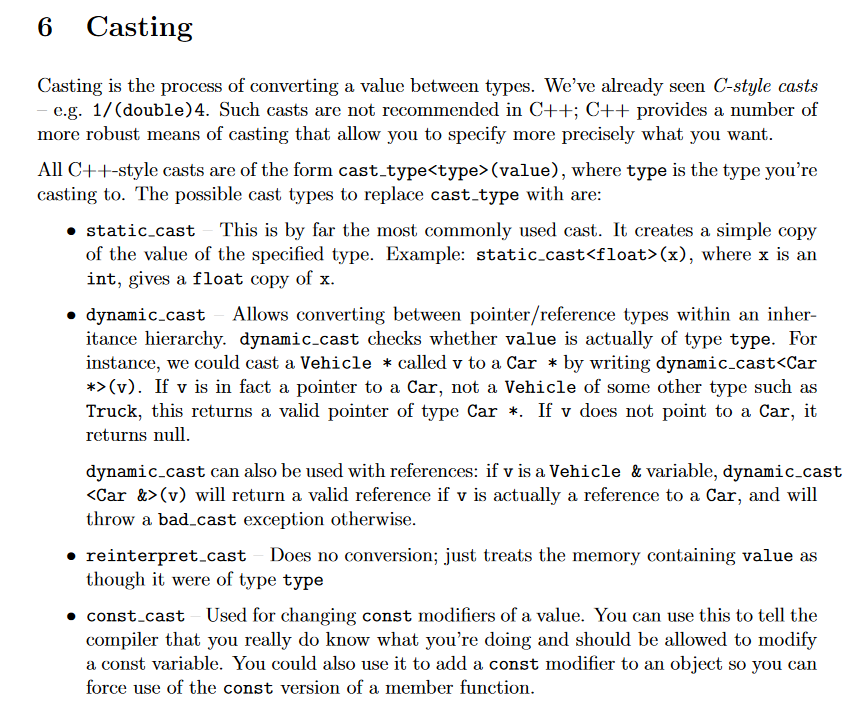 6 Casting
Casting is the process of converting a value between types. We've already seen C-style casts
– e.g. 1/(double)4. Such casts are not recommended in C++; C++ provides a number of
more robust means of casting that allow you to specify more precisely what you want.
All C++-style casts are of the form cast_type<type>(value), where type is the type you're
casting to. The possible cast types to replace cast_type with are:
• static_cast – This is by far the most commonly used cast. It creates a simple copy
of the value of the specified type. Example: static_cast<float>(x), where x is an
int, gives a float copy of x.
• dynamic_cast – Allows converting between pointer/reference types within an inher-
itance hierarchy. dynamic_cast checks whether value is actually of type type. For
instance, we could cast a Vehicle * called v to a Car * by writing dynamic_cast<Car
*>(v). If v is in fact a pointer to a Car, not a Vehicle of some other type such as
Truck, this returns a valid pointer of type Car *. If v does not point to a Car, it
returns null.
dynamic_cast can also be used with references: if v is a Vehicle & variable, dynamic_cast
<Car &>(v) will return a valid reference if v is actually a reference to a Car, and will
throw a bad_cast exception otherwise.
• reinterpret_cast – Does no conversion; just treats the memory containing value as
though it were of type type
• const_cast – Used for changing const modifiers of a value. You can use this to tell the
compiler that you really do know what you're doing and should be allowed to modify
a const variable. You could also use it to add a const modifier to an object so you can
force use of the const version of a member function.